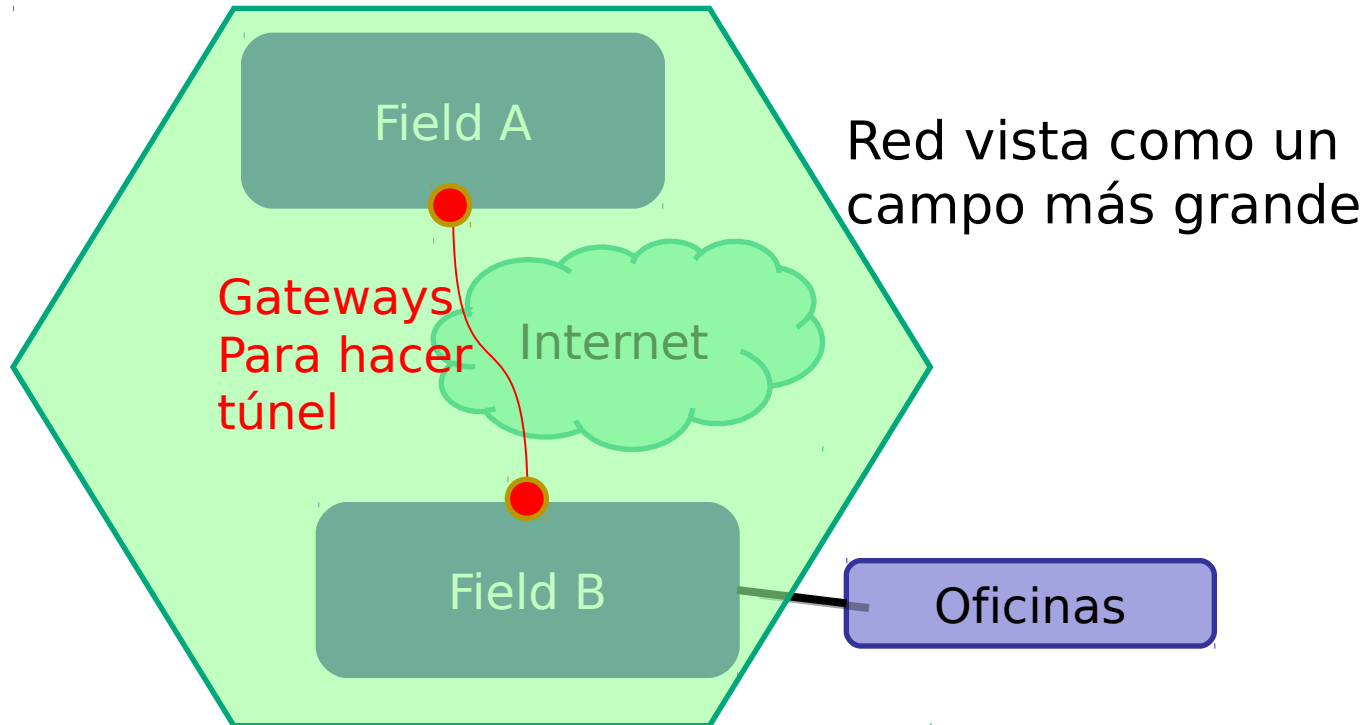 Field A
Red vista como un
campo más grande
Gateways
Para hacer
túnel
Internet
Field B
Oficinas